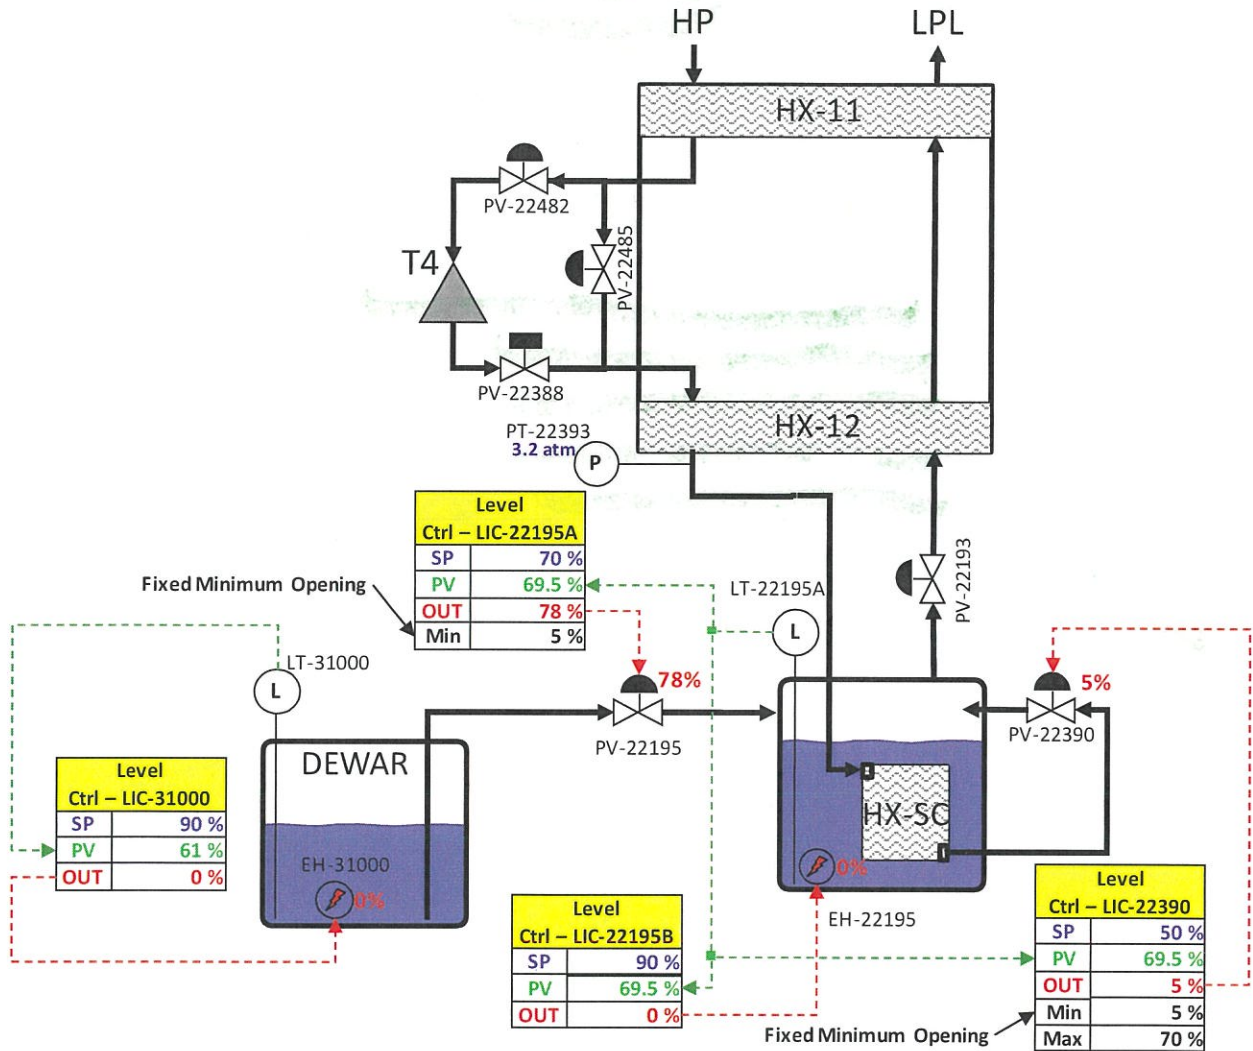 HP
LPL
HX-11
PV-22482
PV-22485
T4
PV-22388
HX-12
PT-22393
3.2 atm
P
Level
Ctrl – LIC-22195A
SP 70 %
PV 69.5 %
OUT 78 %
Min 5 %
Fixed Minimum Opening
LT-22195A
L
PV-22193
LT-31000
L
78%
5%
PV-22195
PV-22390
DEWAR
Level
Ctrl – LIC-31000
SP 90 %
PV 61 %
OUT 0 %
EH-31000
0%
HX-SC
0%
EH-22195
Level
Ctrl – LIC-22195B
SP 90 %
PV 69.5 %
OUT 0 %
Level
Ctrl – LIC-22390
SP 50 %
PV 69.5 %
OUT 5 %
Min 5 %
Max 70 %
Fixed Minimum Opening